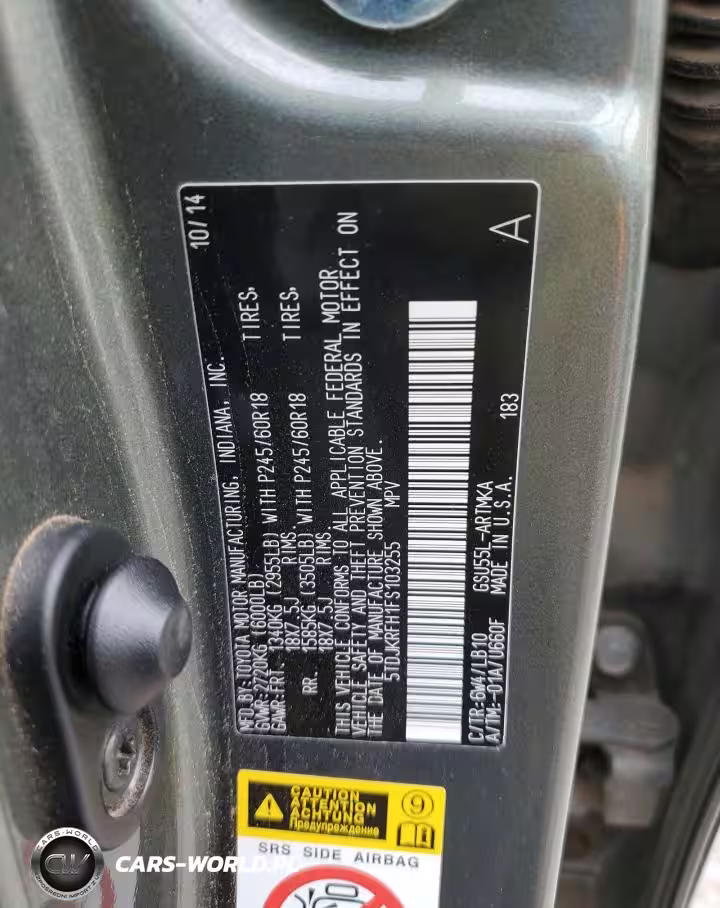 MFD.BY:TOYOTA MOTOR MANUFACTURING, INDIANA, INC. 10/14
GVWR:2720KG (6000LB)
GAWR:FRT. 1340KG (2955LB) WITH P245/60R18 TIRES,
18X7.5J RIMS
RR. 1585KG (3505LB) WITH P245/60R18 TIRES,
18X7.5J RIMS
THIS VEHICLE CONFORMS TO ALL APPLICABLE FEDERAL MOTOR
VEHICLE SAFETY AND THEFT PREVENTION STANDARDS IN EFFECT ON
THE DATE OF MANUFACTURE SHOWN ABOVE.
5TDJKRFH1FS103255 MPV
C/TR:6W4/LB10 GSU55L-ARTMKA
A/TM:-01A/U660F MADE IN U.S.A. 183
A
CAUTION
ATTENTION
ACHTUNG
Предупреждение
9
SRS SIDE AIRBAG
CARS-WORLD
CW
CARS-WORLD.PL